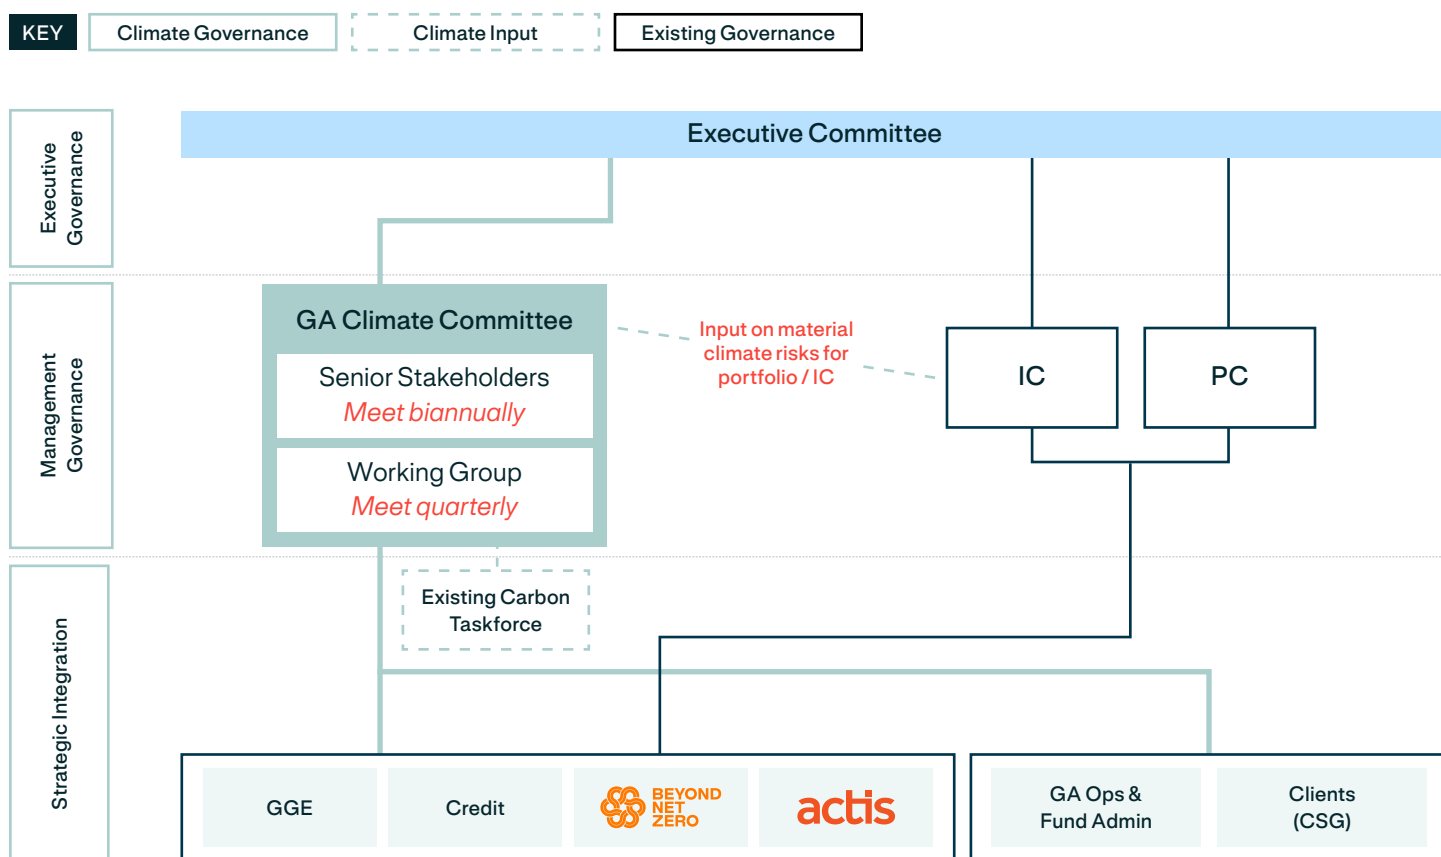 KEY
Climate Governance
Climate Input
Existing Governance
Executive
Governance
Executive Committee
Management
Governance
GA Climate Committee
Senior Stakeholders
Meet biannually
Working Group
Meet quarterly
Input on material
climate risks for
portfolio / IC
IC
PC
Strategic Integration
Existing Carbon
Taskforce
GGE
Credit
BEYOND
NET
ZERO
actis
GA Ops &
Fund Admin
Clients
(CSG)